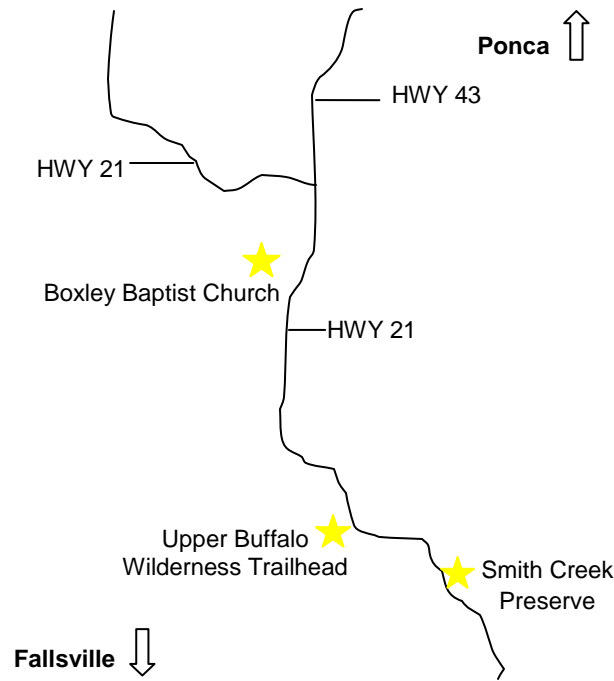 Ponca
HWY 43
HWY 21
Boxley Baptist Church
HWY 21
Upper Buffalo
Wilderness Trailhead
Smith Creek
Preserve
Fallsville